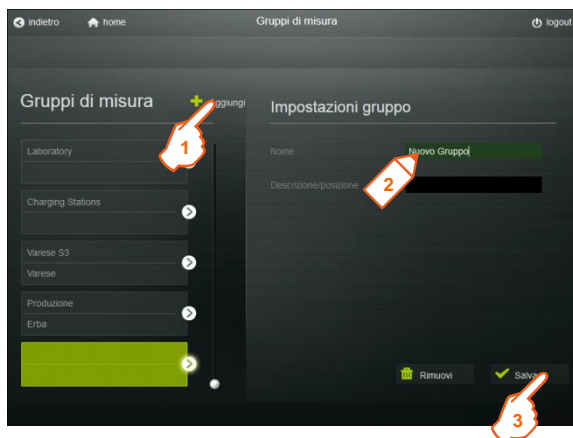 indietro home Gruppi di misura logout
Gruppi di misura
Aggiungi
1
Laboratory
Charging Stations
Varese S3
Varese
Produzione
Erba
Impostazioni gruppo
Nome Nuovo Gruppo
Descrizione/posizione
2
Rimuovi Salva
3